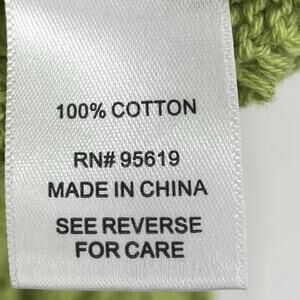 100% COTTON
RN# 95619
MADE IN CHINA
SEE REVERSE
FOR CARE